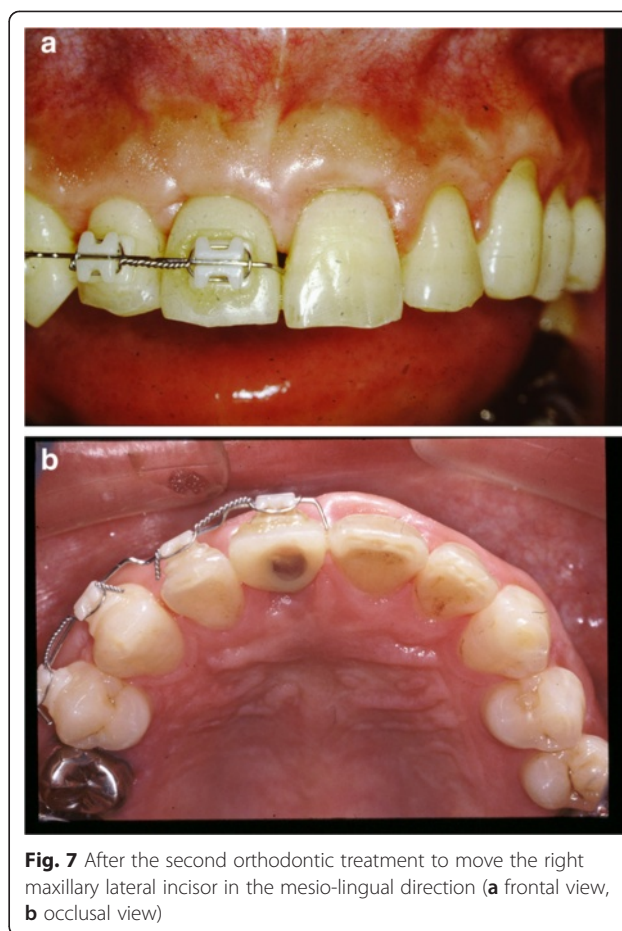 a
b
Fig. 7 After the second orthodontic treatment to move the right
maxillary lateral incisor in the mesio-lingual direction (a frontal view,
b occlusal view)